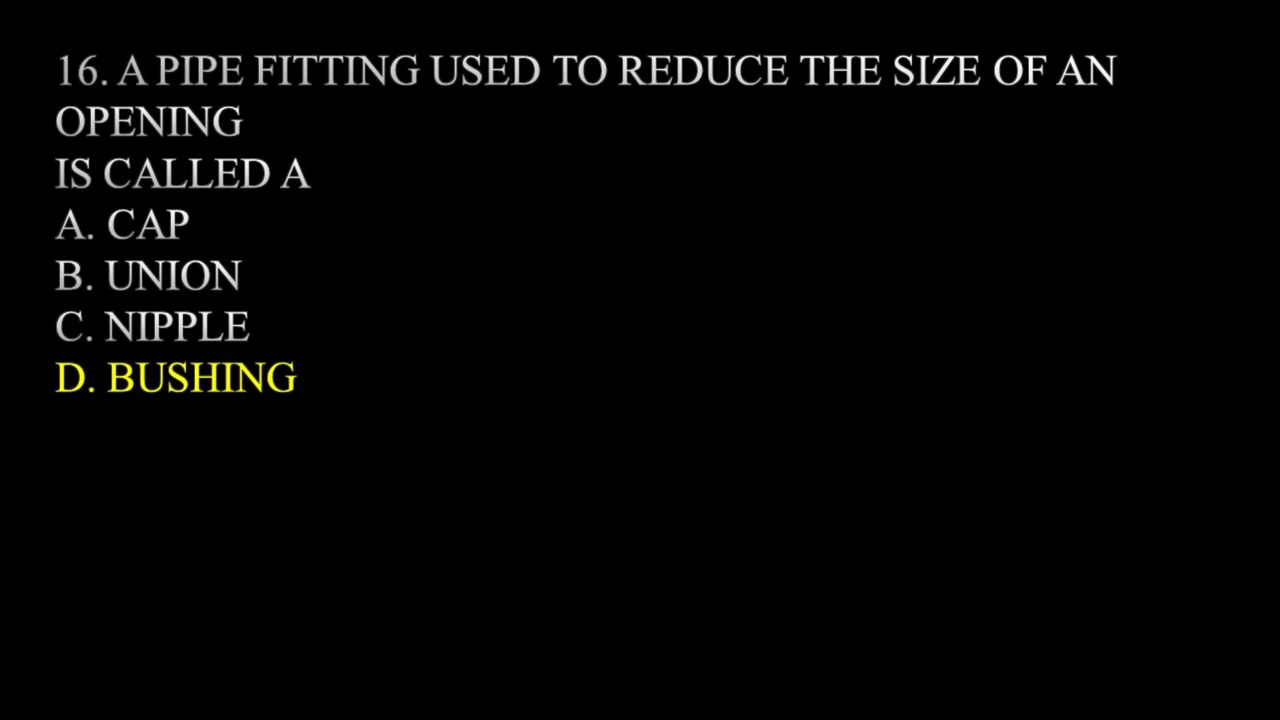 16. A PIPE FITTING USED TO REDUCE THE SIZE OF AN
OPENING
IS CALLED A
A. CAP
B. UNION
C. NIPPLE
D. BUSHING